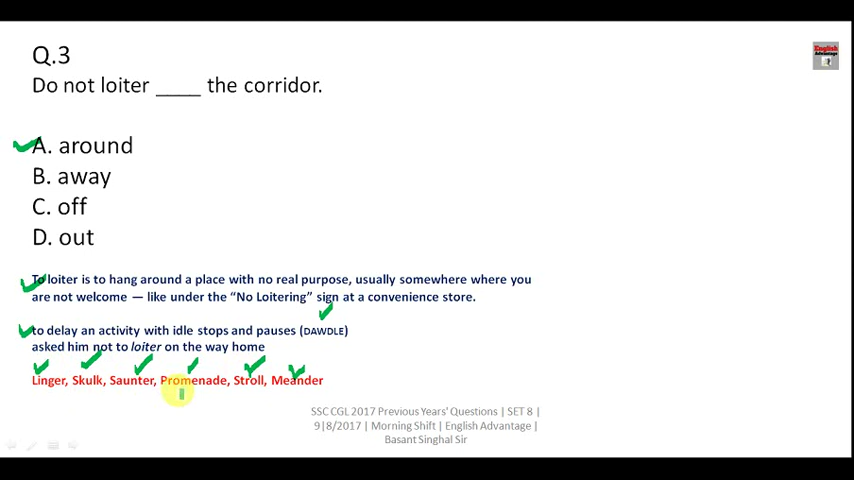 Q.3
English
Advantage
Do not loiter ____ the corridor.
A. around
B. away
C. off
D. out
To loiter is to hang around a place with no real purpose, usually somewhere where you
are not welcome — like under the “No Loitering” sign at a convenience store.
to delay an activity with idle stops and pauses (DAWDLE)
asked him not to loiter on the way home
Linger, Skulk, Saunter, Promenade, Stroll, Meander
SSC CGL 2017 Previous Years' Questions | SET 8 |
9|8/2017 | Morning Shift | English Advantage |
Basant Singhal Sir